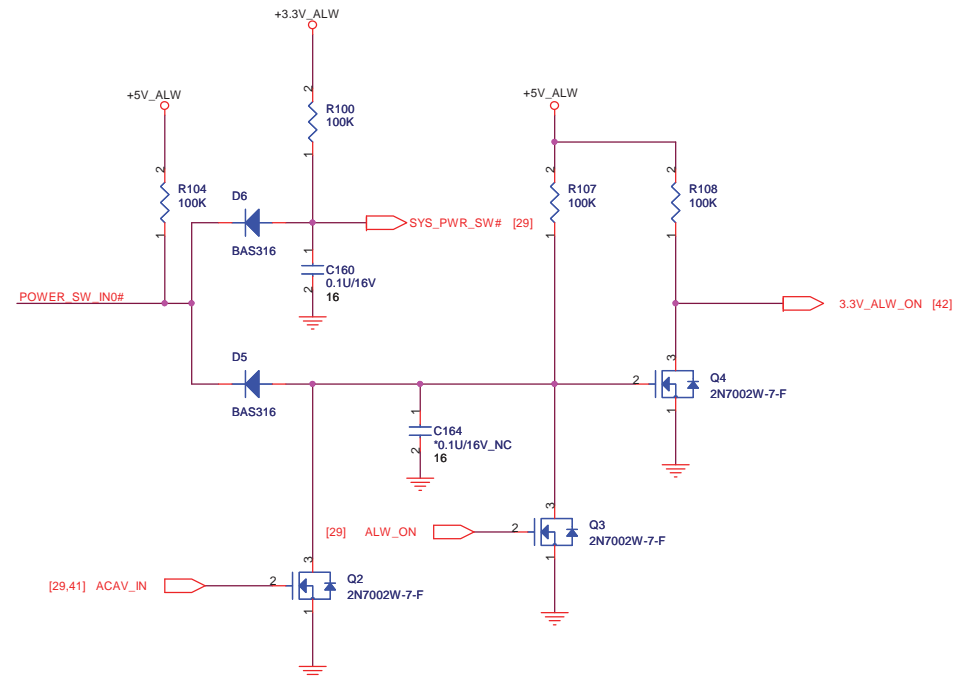 +3.3V_ALW
+5V_ALW
+5V_ALW
2
R100
100K
1
2
R104
100K
1
D6
BAS316
SYS_PWR_SW# [29]
1
C160
0.1U/16V
2
16
2
R107
100K
1
2
R108
100K
1
POWER_SW_IN0#
3.3V_ALW_ON [42]
D5
BAS316
3
2
Q4
2N7002W-7-F
1
1
C164
*0.1U/16V_NC
2
16
[29] ALW_ON
3
2
Q3
2N7002W-7-F
1
[29,41] ACAV_IN
3
2
Q2
2N7002W-7-F
1